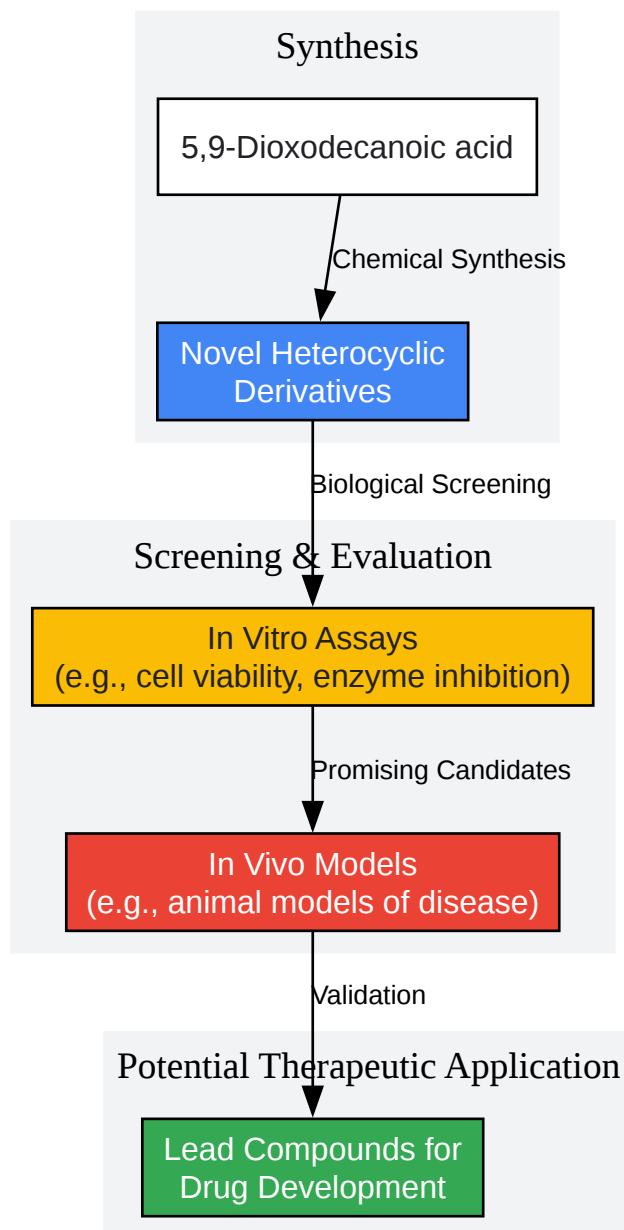 Synthesis
5,9-Dioxodecanoic acid
Chemical Synthesis
Novel Heterocyclic
Derivatives
Biological Screening
Screening & Evaluation
In Vitro Assays
(e.g., cell viability, enzyme inhibition)
Promising Candidates
In Vivo Models
(e.g., animal models of disease)
Validation
Potential Therapeutic Application
Lead Compounds for
Drug Development